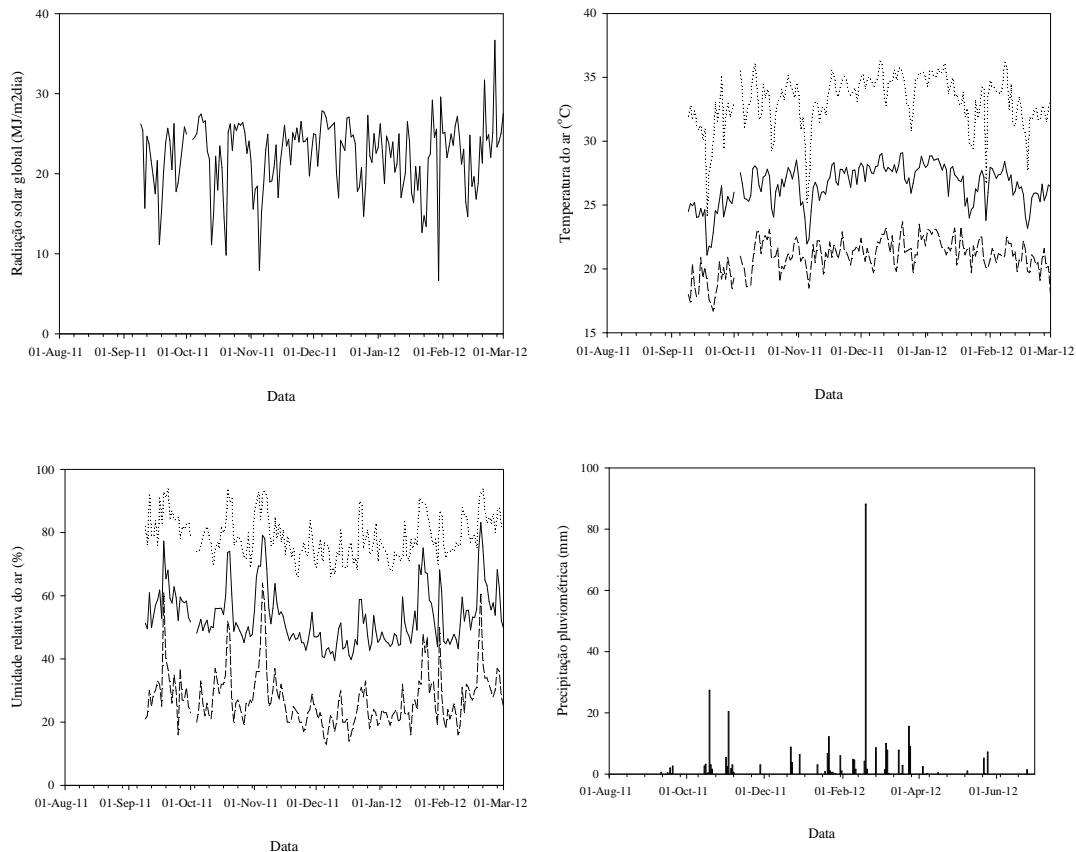 Radiação solar global (MJ/m2dia)
40
30
20
10
0
01-Aug-11 01-Sep-11 01-Oct-11 01-Nov-11 01-Dec-11 01-Jan-12 01-Feb-12 01-Mar-12
Data
Temperatura do ar (°C)
40
35
30
25
20
15
01-Aug-11 01-Sep-11 01-Oct-11 01-Nov-11 01-Dec-11 01-Jan-12 01-Feb-12 01-Mar-12
Data
Umidade relativa do ar (%)
100
80
60
40
20
0
01-Aug-11 01-Sep-11 01-Oct-11 01-Nov-11 01-Dec-11 01-Jan-12 01-Feb-12 01-Mar-12
Data
Precipitação pluviométrica (mm)
100
80
60
40
20
0
01-Aug-11 01-Oct-11 01-Dec-11 01-Feb-12 01-Apr-12 01-Jun-12
Data